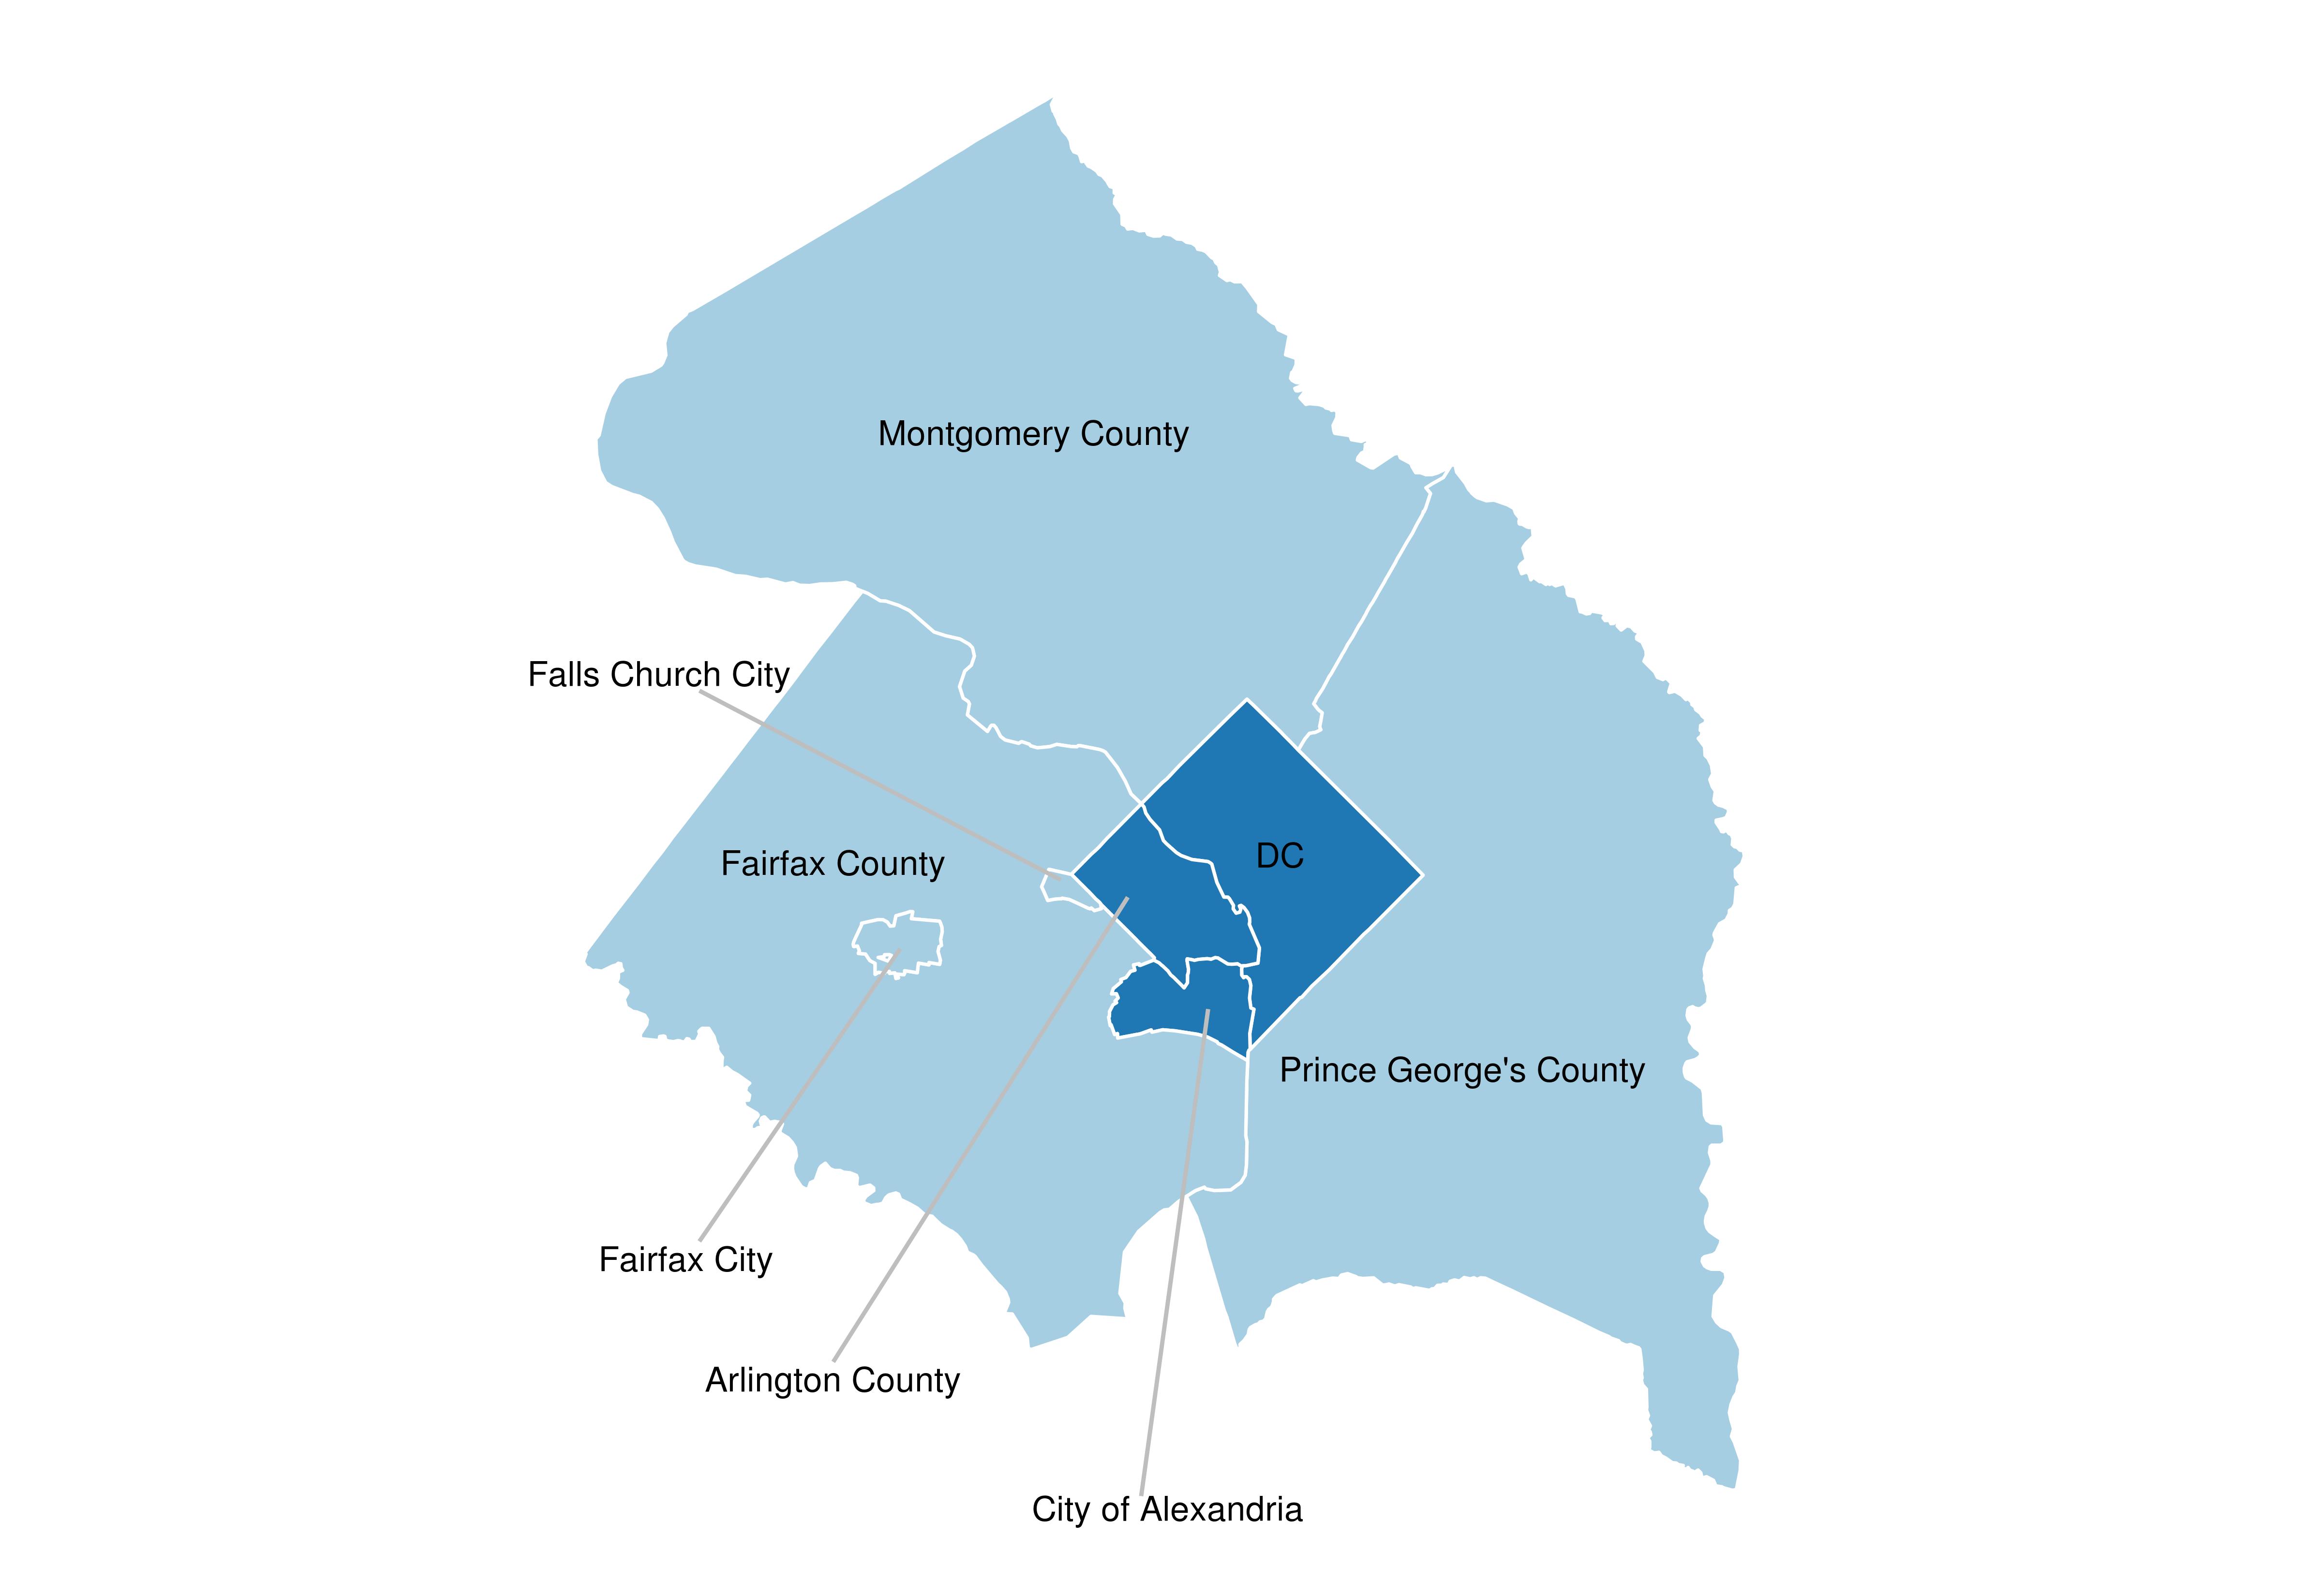 Montgomery County
Falls Church City
DC
Fairfax County
Prince George's County
Fairfax City
Arlington County
City of Alexandria